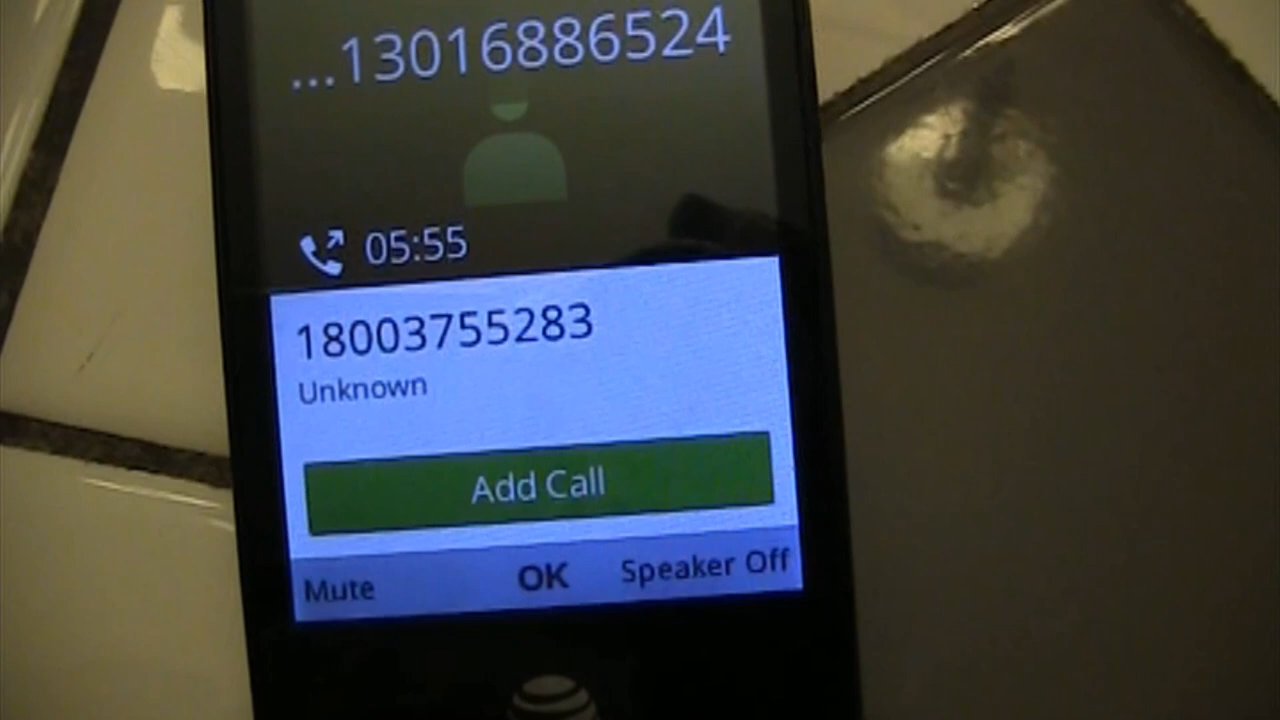 ...13016886524
05:55
18003755283
Unknown
Add Call
Mute OK Speaker Off